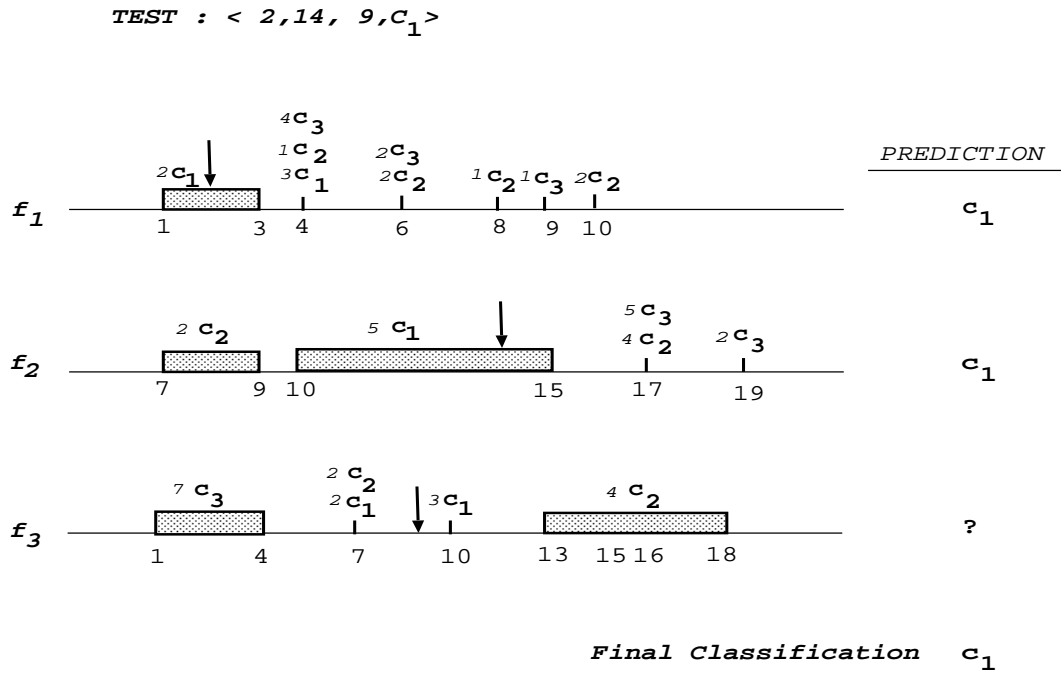 TEST : < 2,14, 9,C1>
4c3
1c2 2c3
PREDICTION
2c1 3c1 2c2 1c2 1c3 2c2
f1 c1
1 3 4 6 8 9 10
5c3
2 c2 5 c1 4c2 2c3
f2 c1
7 9 10 15 17 19
2 c2
7 c3 2c1 3c1 4 c2
f3 ?
1 4 7 10 13 15 16 18
Final Classification c1